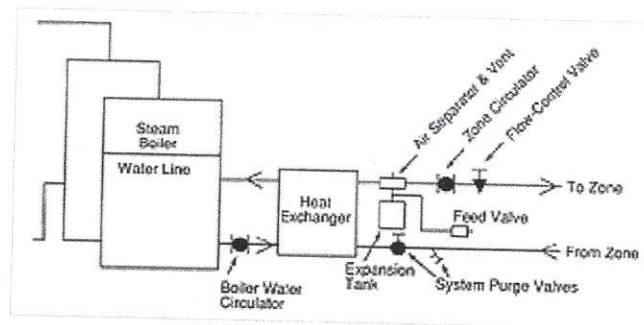 Air Separator & Vent
Zone Circulator
Flow-Control Valve
Steam
Boiler
Water Line
Heat
Exchanger
To Zone
Feed Valve
From Zone
Expansion
Tank
System Purge Valves
Boiler Water
Circulator